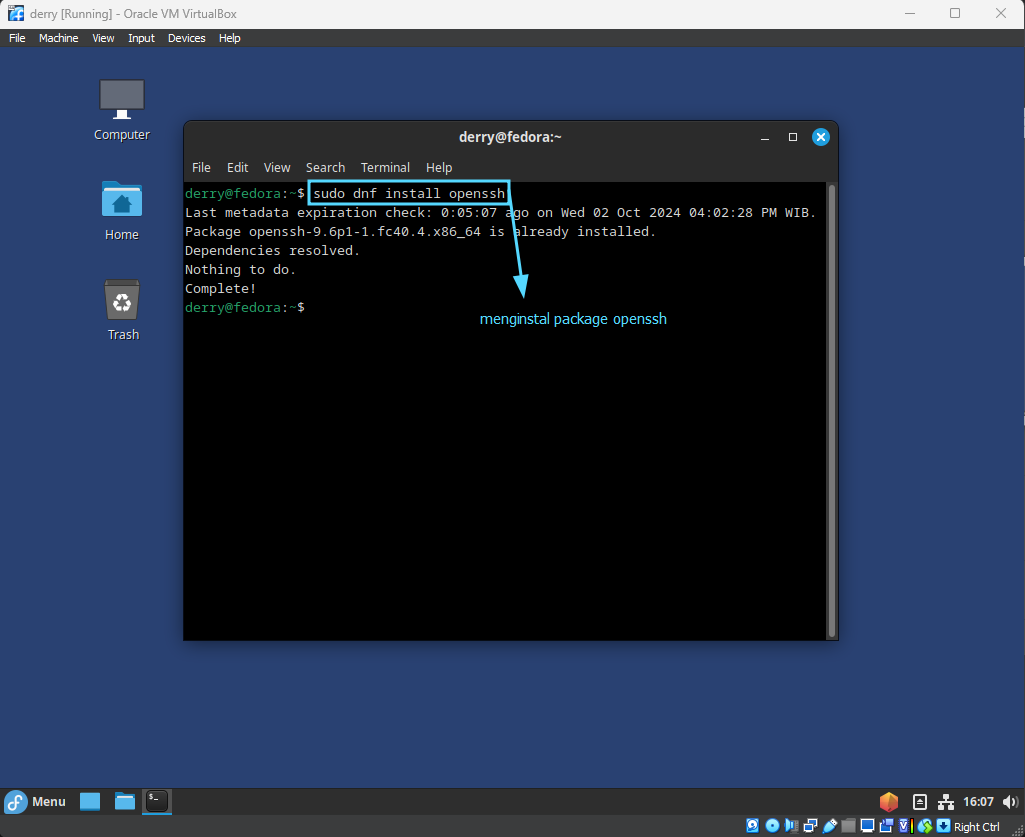 derry [Running] - Oracle VM VirtualBox
File Machine View Input Devices Help
Computer
Home
Trash
derry@fedora:~
File Edit View Search Terminal Help
derry@fedora:~$ sudo dnf install openssh
Last metadata expiration check: 0:05:07 ago on Wed 02 Oct 2024 04:02:28 PM WIB.
Package openssh-9.6p1-1.fc40.4.x86_64 is already installed.
Dependencies resolved.
Nothing to do.
Complete!
derry@fedora:~$
menginstal package openssh
Menu
16:07
Right Ctrl